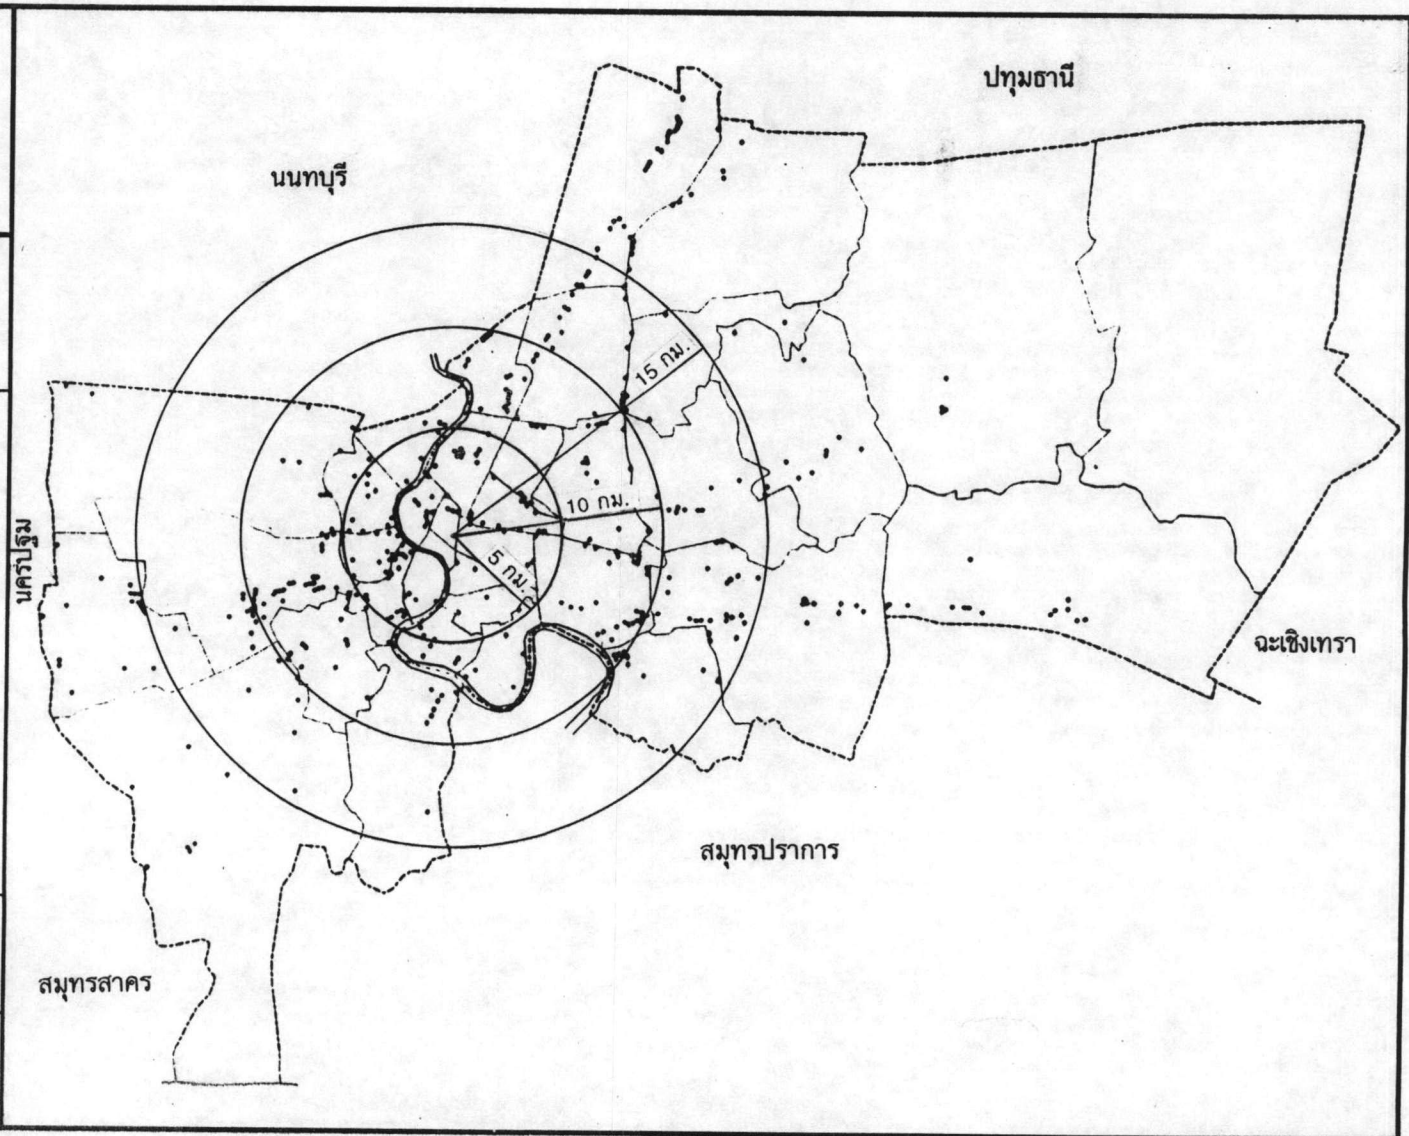 ปทุมธานี
นนทบุรี
15 กม.
10 กม.
5 กม.
นครปฐม
ฉะเชิงเทรา
สมุทรปราการ
สมุทรสาคร